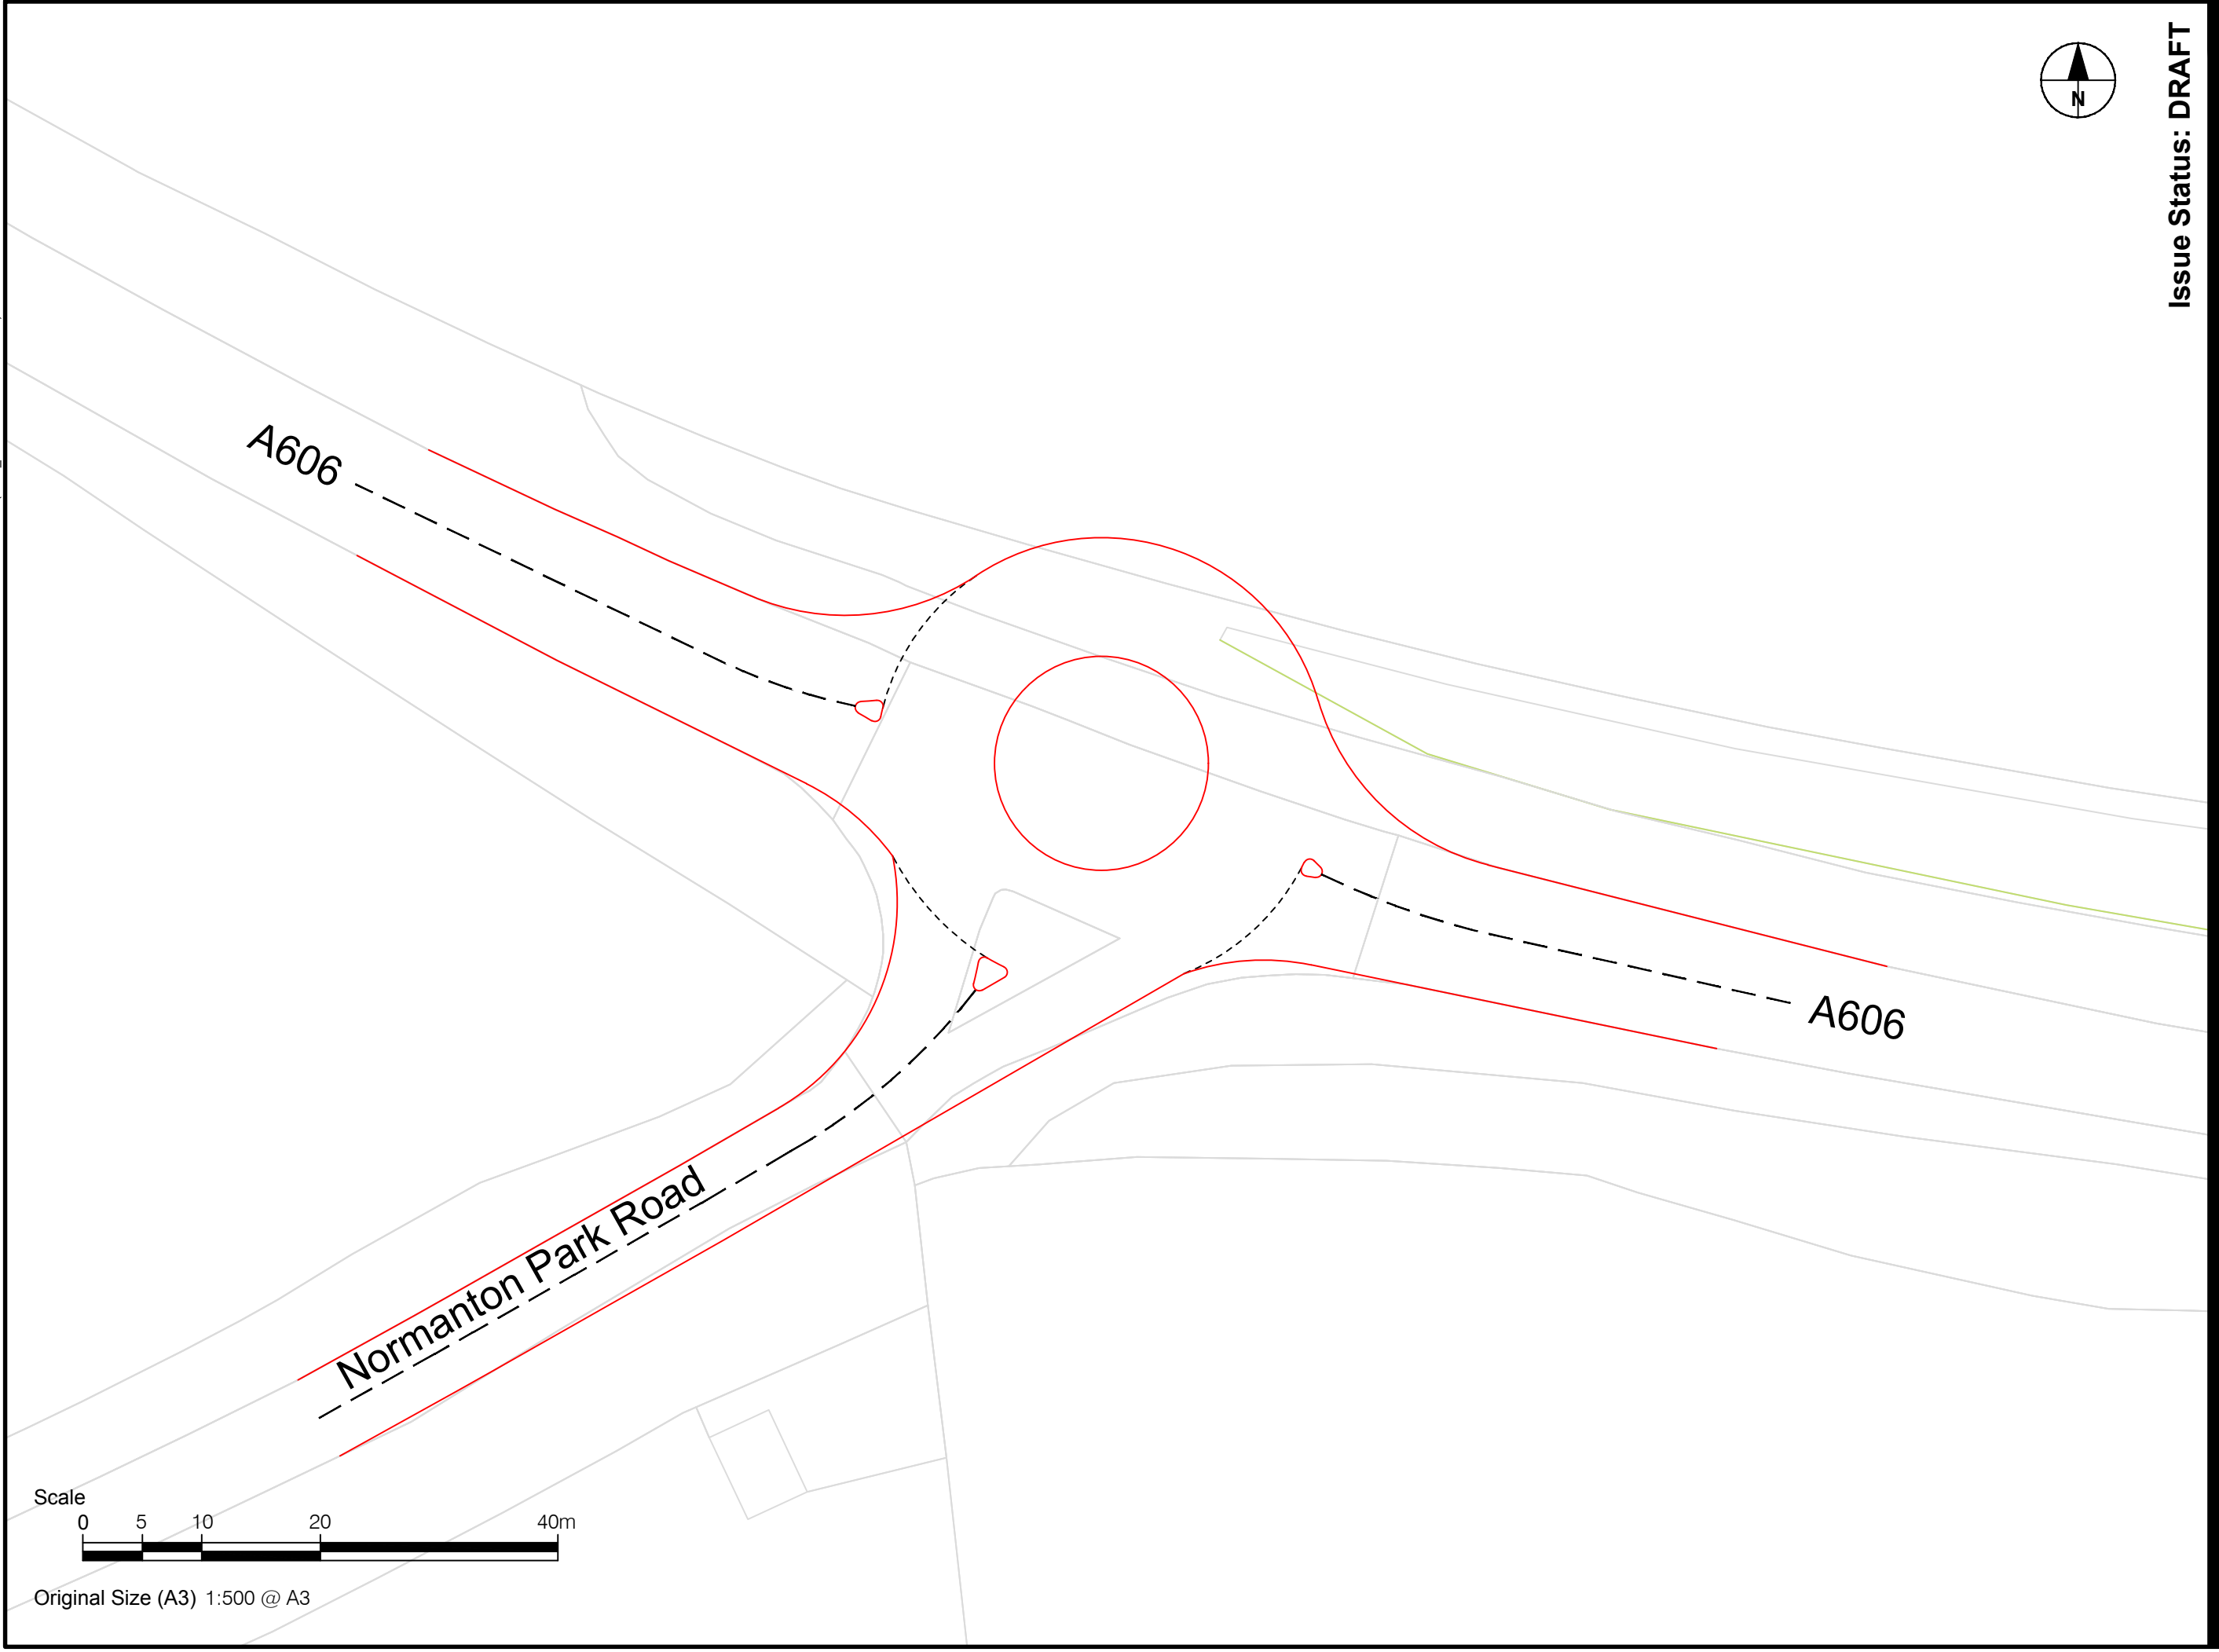 Issue Status: DRAFT
N
A606
A606
Normanton Park Road
Scale
0 5 10 20 40m
Original Size (A3) 1:500 @ A3